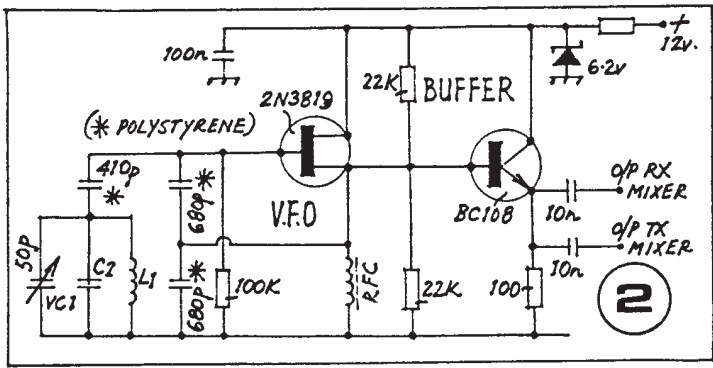 100n
+
12v.
6·2v
22K
BUFFER
2N3819
(* POLYSTYRENE)
410p
*
680p*
V.F.O
BC108
10n
O/P RX
MIXER
O/P TX
MIXER
10n
50p
VC1
C2
L1
680p*
100K
RFC
22K
100
2